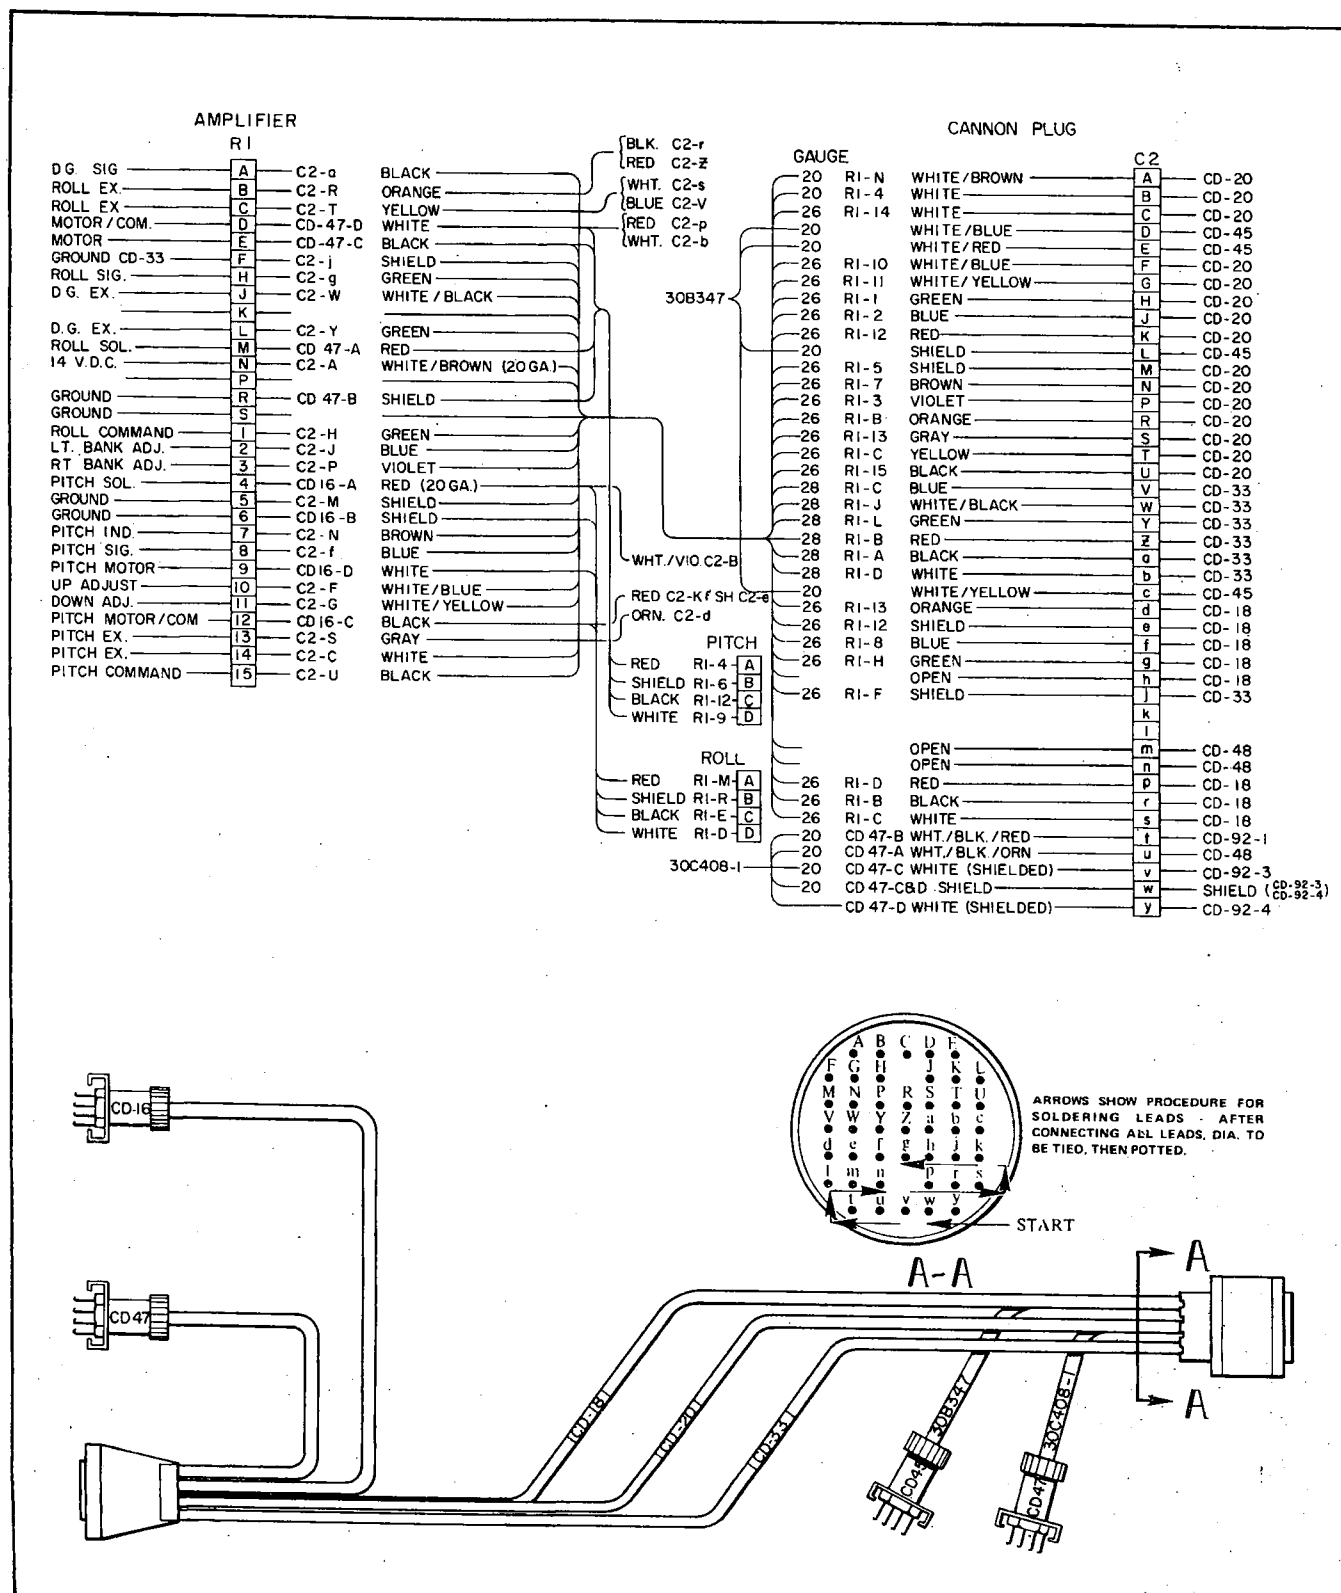 AMPLIFIER
R1
D.G. SIG A C2-a BLACK
ROLL EX. B C2-R ORANGE
ROLL EX C C2-T YELLOW
MOTOR/COM. D CD-47-D WHITE
MOTOR E CD-47-C BLACK
GROUND CD-33 F C2-j SHIELD
ROLL SIG. H C2-g GREEN
D.G. EX. J C2-W WHITE/BLACK
K
D.G. EX. L C2-Y GREEN
ROLL SOL. M CD 47-A RED
14 V.D.C. N C2-A WHITE/BROWN (20 GA.)
P
GROUND R CD 47-B SHIELD
GROUND S
ROLL COMMAND 1 C2-H GREEN
LT. BANK ADJ. 2 C2-J BLUE
RT BANK ADJ. 3 C2-P VIOLET
PITCH SOL. 4 CD16-A RED (20 GA.)
GROUND 5 C2-M SHIELD
GROUND 6 CD16-B SHIELD
PITCH IND. 7 C2-N BROWN
PITCH SIG. 8 C2-f BLUE
PITCH MOTOR 9 CD16-D WHITE
UP ADJUST 10 C2-F WHITE/BLUE
DOWN ADJ. 11 C2-G WHITE/YELLOW
PITCH MOTOR/COM 12 CD16-C BLACK
PITCH EX. 13 C2-S GRAY
PITCH EX. 14 C2-C WHITE
PITCH COMMAND 15 C2-U BLACK
BLK. C2-r
RED C2-Z
WHT. C2-s
BLUE C2-V
RED C2-p
WHT. C2-b
30B347
WHT./VIO. C2-B
RED C2-K & SH C2-e
ORN. C2-d
PITCH
RED R1-4 A
SHIELD R1-6 B
BLACK R1-12 C
WHITE R1-9 D
ROLL
RED R1-M A
SHIELD R1-R B
BLACK R1-E C
WHITE R1-D D
30C408-1
CANNON PLUG
GAUGE C2
20 R1-N WHITE/BROWN A CD-20
20 R1-4 WHITE B CD-20
26 R1-14 WHITE C CD-20
20 WHITE/BLUE D CD-45
20 WHITE/RED E CD-45
26 R1-10 WHITE/BLUE F CD-20
26 R1-11 WHITE/YELLOW G CD-20
26 R1-1 GREEN H CD-20
26 R1-2 BLUE J CD-20
26 R1-12 RED K CD-20
20 SHIELD L CD-45
26 R1-5 SHIELD M CD-20
26 R1-7 BROWN N CD-20
26 R1-3 VIOLET P CD-20
26 R1-B ORANGE R CD-20
26 R1-13 GRAY S CD-20
26 R1-C YELLOW T CD-20
26 R1-15 BLACK U CD-20
28 R1-C BLUE V CD-33
28 R1-J WHITE/BLACK W CD-33
28 R1-L GREEN Y CD-33
28 R1-B RED Z CD-33
28 R1-A BLACK a CD-33
28 R1-D WHITE b CD-33
20 WHITE/YELLOW c CD-45
26 R1-13 ORANGE d CD-18
26 R1-12 SHIELD e CD-18
26 R1-8 BLUE f CD-18
26 R1-H GREEN g CD-18
OPEN h CD-18
26 R1-F SHIELD j CD-33
k
l
OPEN m CD-48
OPEN n CD-48
26 R1-D RED p CD-18
26 R1-B BLACK r CD-18
26 R1-C WHITE s CD-18
20 CD 47-B WHT./BLK./RED t CD-92-1
20 CD 47-A WHT./BLK./ORN u CD-48
20 CD 47-C WHITE (SHIELDED) v CD-92-3
20 CD 47-C&D SHIELD w SHIELD (CD-92-3 CD-92-4)
CD 47-D WHITE (SHIELDED) y CD-92-4
A B C D E
F G H J K L
M N P R S T U
V W Y Z a b c
d e f g h j k
l m n p r s
t u v w y
START
A-A
ARROWS SHOW PROCEDURE FOR
SOLDERING LEADS - AFTER
CONNECTING ALL LEADS, DIA. TO
BE TIED, THEN POTTED.
CD-16
CD47
CD-18
CD-20
CD-33
30B347
CD45
30C408-1
CD47
A
A